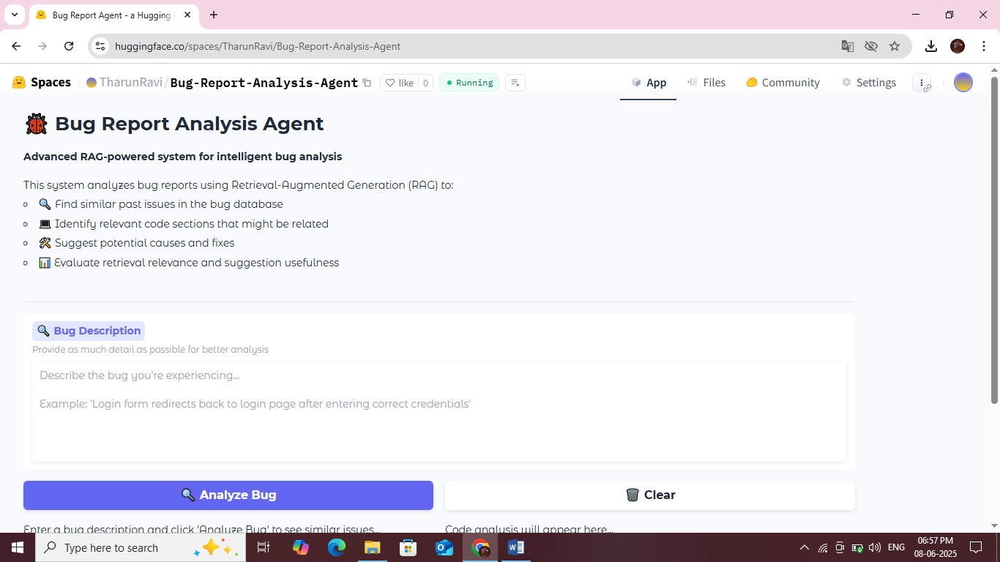 Bug Report Agent - a Hugging
huggingface.co/spaces/TharunRavi/Bug-Report-Analysis-Agent
Spaces TharunRavi/Bug-Report-Analysis-Agent like 0 Running App Files Community Settings
Bug Report Analysis Agent
Advanced RAG-powered system for intelligent bug analysis
This system analyzes bug reports using Retrieval-Augmented Generation (RAG) to:
Find similar past issues in the bug database
Identify relevant code sections that might be related
Suggest potential causes and fixes
Evaluate retrieval relevance and suggestion usefulness
Bug Description
Provide as much detail as possible for better analysis
Describe the bug you're experiencing...
Example: 'Login form redirects back to login page after entering correct credentials'
Analyze Bug Clear
Enter a bug description and click 'Analyze Bug' to see similar issues... Code analysis will appear here...
Type here to search ENG 06:57 PM
08-06-2025